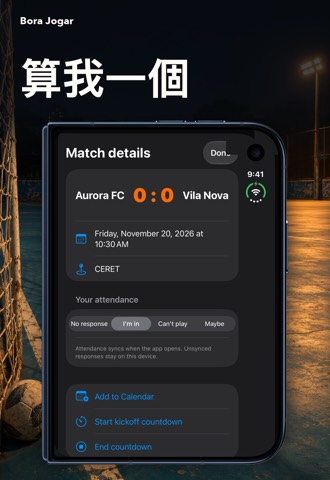 Bora Jogar
算我一個
Match details
Don
9:41
Aurora FC 0:0 Vila Nova
Friday, November 20, 2026 at
10:30 AM
CERET
Your attendance
No response I'm in Can't play Maybe
Attendance syncs when the app opens. Unsynced
responses stay on this device.
Add to Calendar
Start kickoff countdown
End countdown